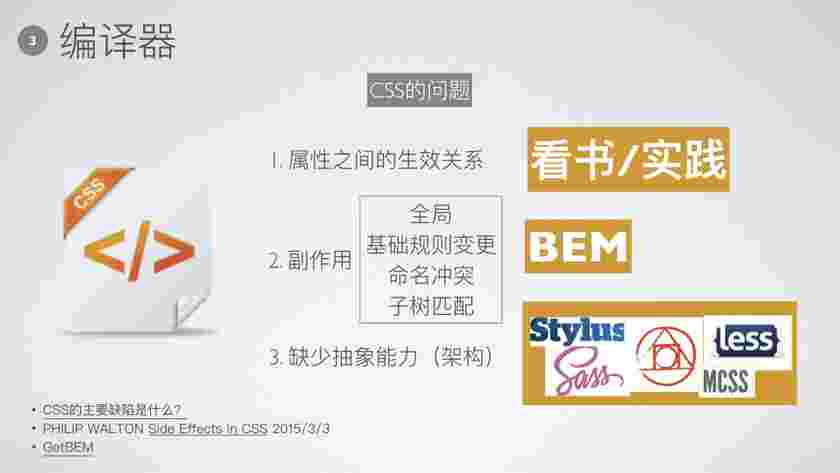 3 编译器
CSS的问题
CSS
</>
1. 属性之间的生效关系
看书/实践
2. 副作用
全局
基础规则变更
命名冲突
子树匹配
BEM
3. 缺少抽象能力（架构）
Stylus
Sass
less
MCSS
• CSS的主要缺陷是什么？
• PHILIP WALTON Side Effects in CSS 2015/3/3
• GetBEM